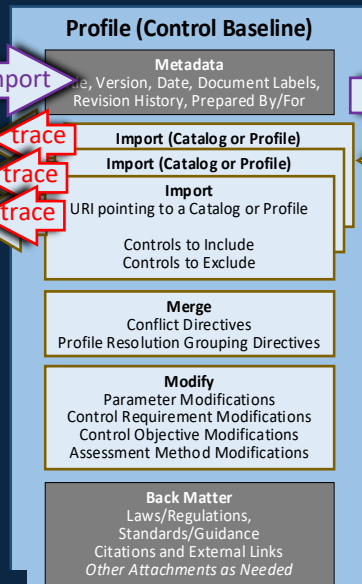 Profile (Control Baseline)
Metadata
Version, Date, Document Labels,
Revision History, Prepared By/For
trace
Import (Catalog or Profile)
trace
Import (Catalog or Profile)
trace
Import
URI pointing to a Catalog or Profile
Controls to Include
Controls to Exclude
Merge
Conflict Directives
Profile Resolution Grouping Directives
Modify
Parameter Modifications
Control Requirement Modifications
Control Objective Modifications
Assessment Method Modifications
Back Matter
Laws/Regulations,
Standards/Guidance
Citations and External Links
Other Attachments as Needed